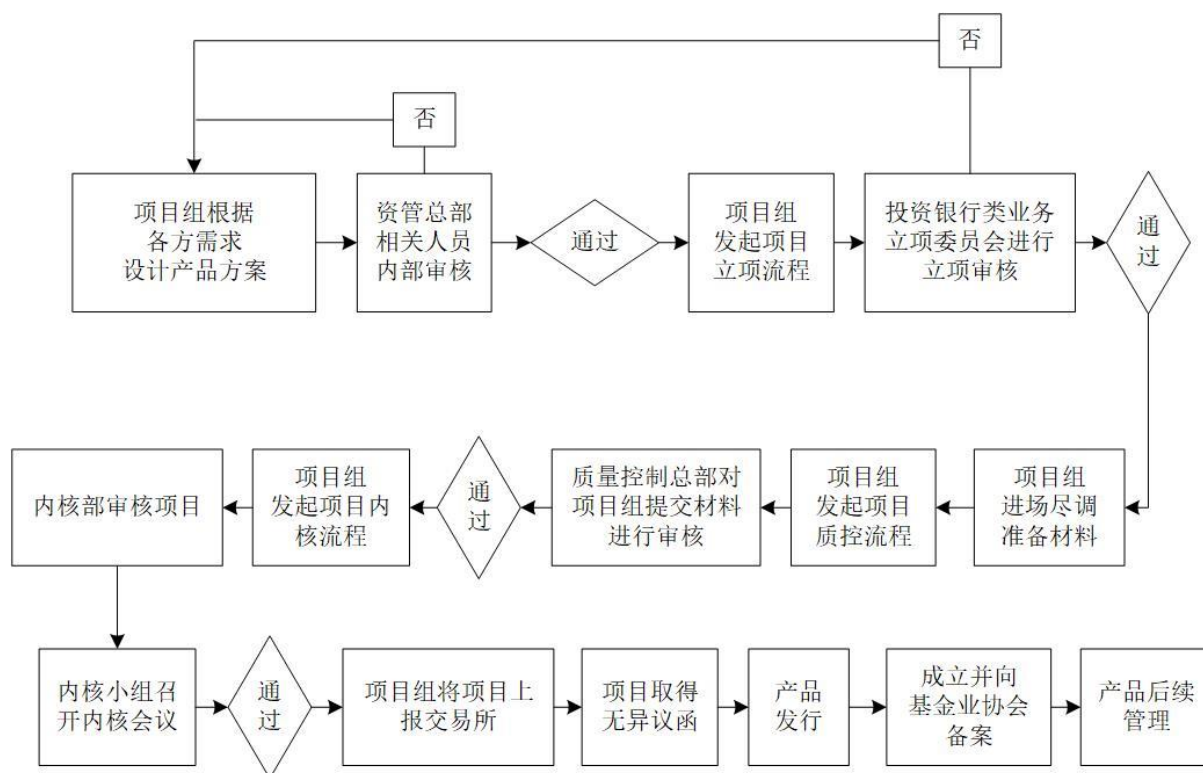 否
否
项目组根据
各方需求
设计产品方案
资管总部
相关人员
内部审核
通过
项目组
发起项目
立项流程
投资银行类业务
立项委员会进行
立项审核
通
过
内核部审核项目
项目组
发起项目内
核流程
通
过
质量控制总部对
项目组提交材料
进行审核
项目组
发起项目
质控流程
项目组
进场尽调
准备材料
内核小组召
开内核会议
通
过
项目组将项目上
报交易所
项目取得
无异议函
产品
发行
成立并向
基金业协会
备案
产品后续
管理